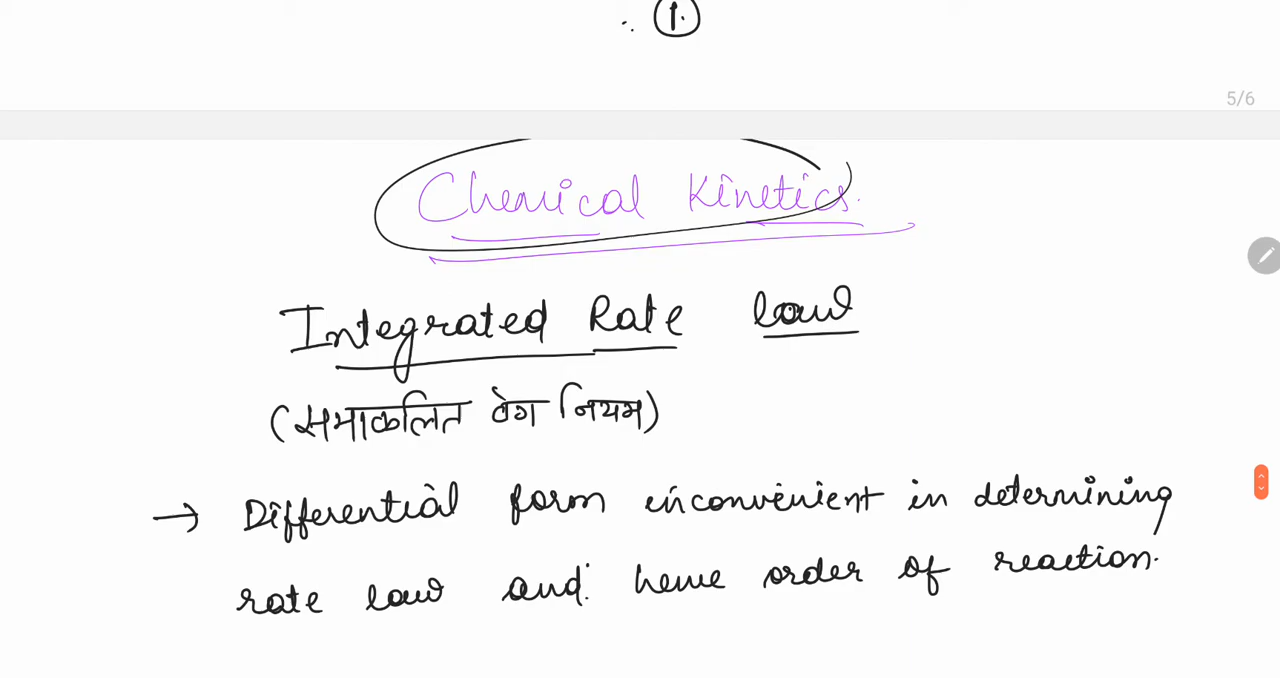 ∴ ①.
5/6
Chemical Kinetics.
Integrated Rate law
(समाकलित वेग नियम)
→ Differential form inconvenient in determining
rate law and hence order of reaction.